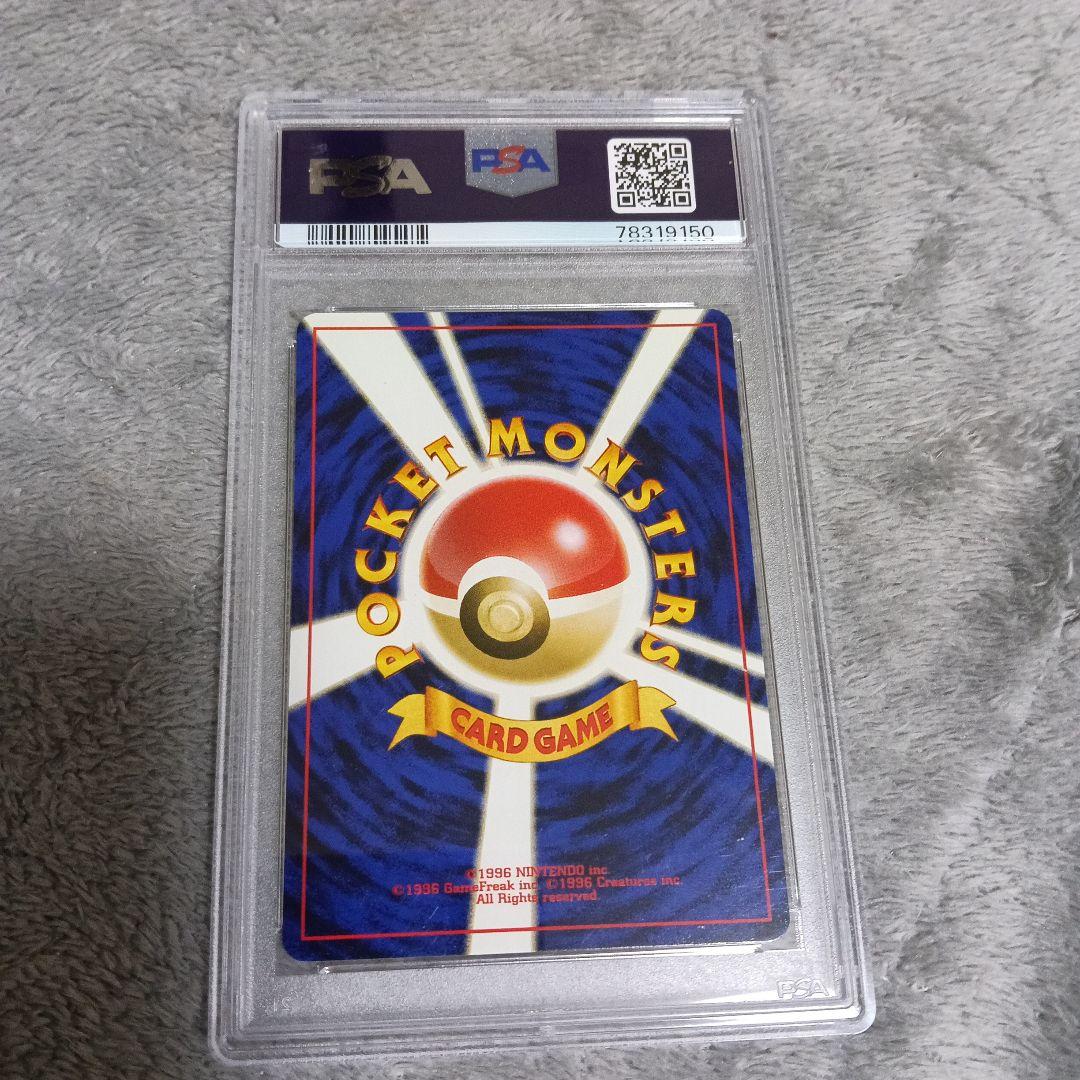 PSA
PSA
78319150
POCKET MONSTERS
CARD GAME
©1996 NINTENDO inc.
©1996 GameFreak inc. ©1996 Creatures inc.
All Rights reserved.
PSA